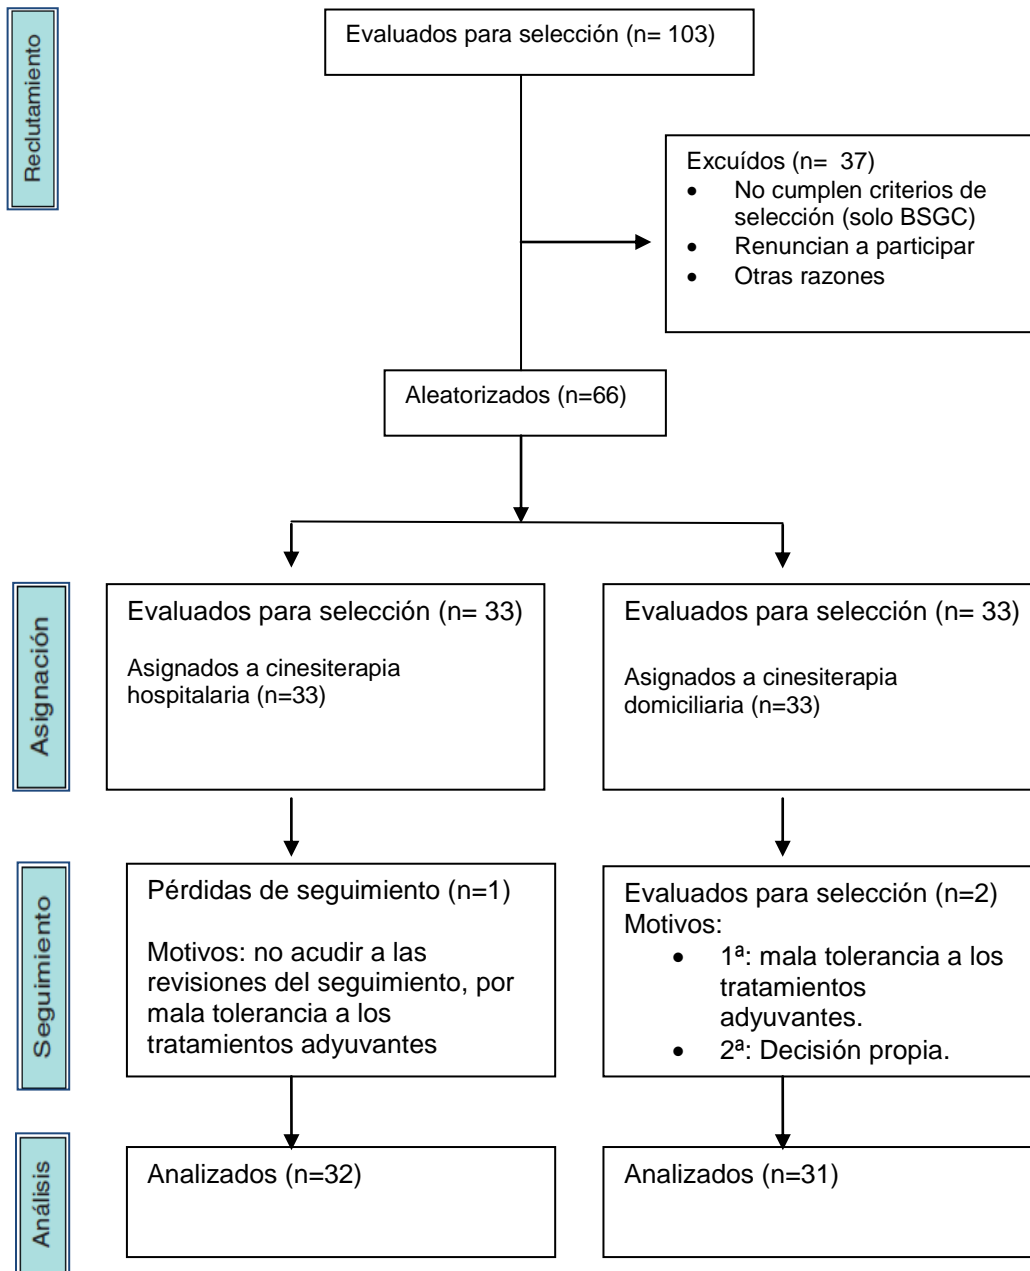 Reclutamiento
Evaluados para selección (n= 103)
Excuídos (n=  37)
• No cumplen criterios de
selección (solo BSGC)
• Renuncian a participar
• Otras razones
Aleatorizados (n=66)
Asignación
Evaluados para selección (n= 33)
Asignados a cinesiterapia
hospitalaria (n=33)
Evaluados para selección (n= 33)
Asignados a cinesiterapia
domiciliaria (n=33)
Seguimiento
Pérdidas de seguimiento (n=1)
Motivos: no acudir a las
revisiones del seguimiento, por
mala tolerancia a los
tratamientos adyuvantes
Evaluados para selección (n=2)
Motivos:
• 1ª: mala tolerancia a los
tratamientos
adyuvantes.
• 2ª: Decisión propia.
Análisis
Analizados (n=32)
Analizados (n=31)